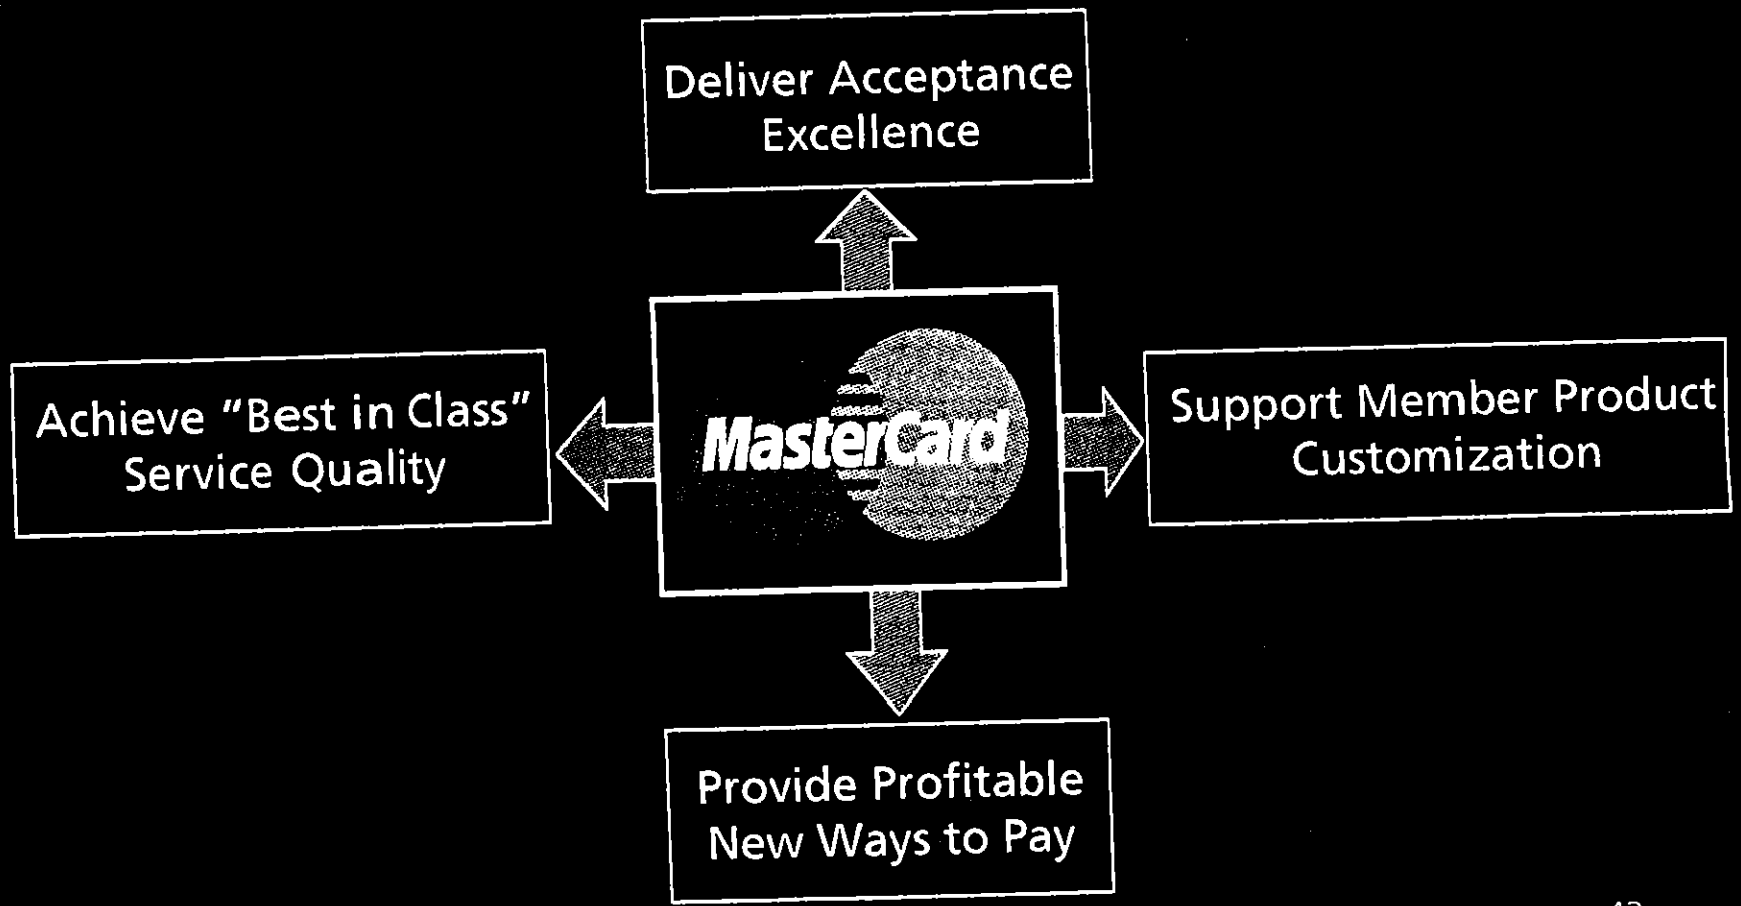 Deliver Acceptance
Excellence
Achieve "Best in Class"
Service Quality
MasterCard
Support Member Product
Customization
Provide Profitable
New Ways to Pay